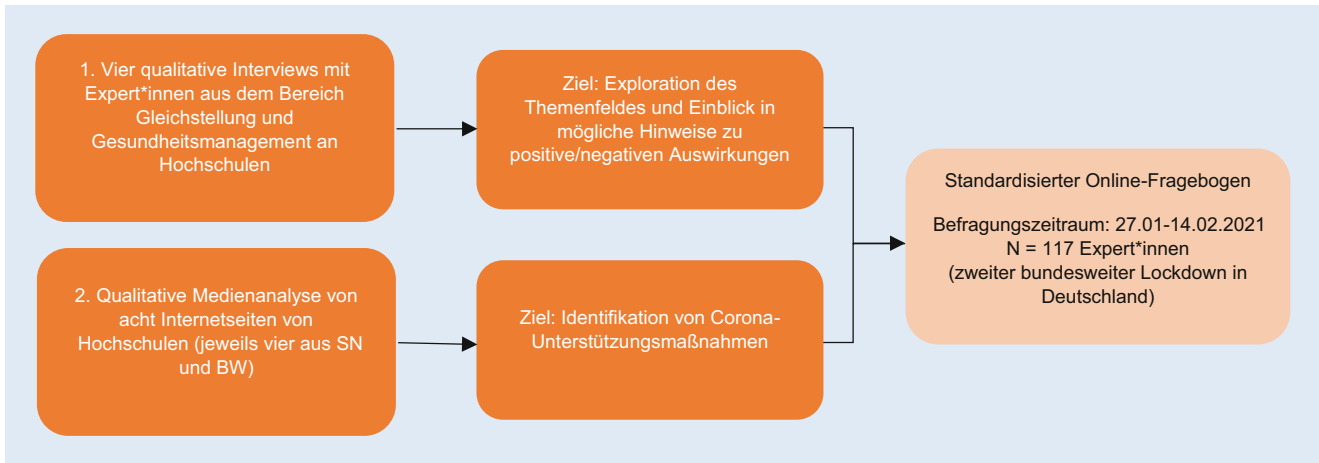 1. Vier qualitative Interviews mit
Expert*innen aus dem Bereich
Gleichstellung und
Gesundheitsmanagement an
Hochschulen
Ziel: Exploration des
Themenfeldes und Einblick in
mögliche Hinweise zu
positive/negativen Auswirkungen
2. Qualitative Medienanalyse von
acht Internetseiten von
Hochschulen (jeweils vier aus SN
und BW)
Ziel: Identifikation von Corona-
Unterstützungsmaßnahmen
Standardisierter Online-Fragebogen
Befragungszeitraum: 27.01-14.02.2021
N = 117 Expert*innen
(zweiter bundesweiter Lockdown in
Deutschland)